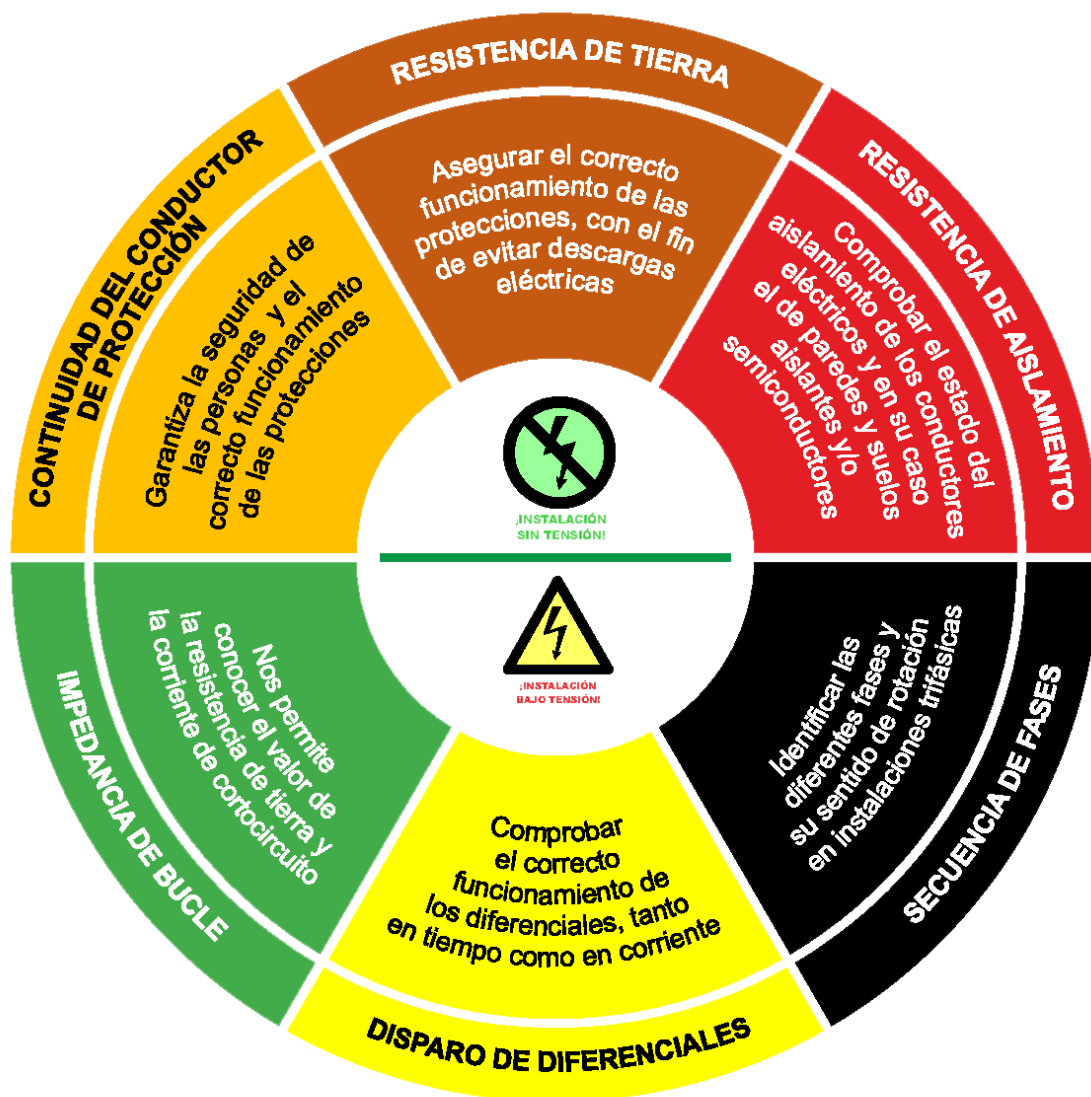 RESISTENCIA DE TIERRA
Asegurar el correcto
funcionamiento de las
protecciones, con el fin
de evitar descargas
eléctricas
RESISTENCIA DE AISLAMIENTO
Comprobar el estado del
aislamiento de los conductores
eléctricos y en su caso
el de paredes y suelos
aislantes y/o
semiconductores
SECUENCIA DE FASES
Identificar las
diferentes fases y
su sentido de rotación
en instalaciones trifásicas
DISPARO DE DIFERENCIALES
Comprobar
el correcto
funcionamiento de
los diferenciales, tanto
en tiempo como en corriente
IMPEDANCIA DE BUCLE
Nos permite
conocer el valor de
la resistencia de tierra y
la corriente de cortocircuito
CONTINUIDAD DEL CONDUCTOR
DE PROTECCIÓN
Garantiza la seguridad de
las personas y el
correcto funcionamiento
de las protecciones
¡INSTALACIÓN
SIN TENSIÓN!
¡INSTALACIÓN
BAJO TENSIÓN!